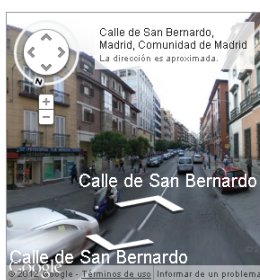 Calle de San Bernardo,
Madrid, Comunidad de Madrid
La dirección es aproximada.
N
Calle de San Bernardo
Calle de San Bernardo
Google
© 2012 Google - Términos de uso Informar de un problema